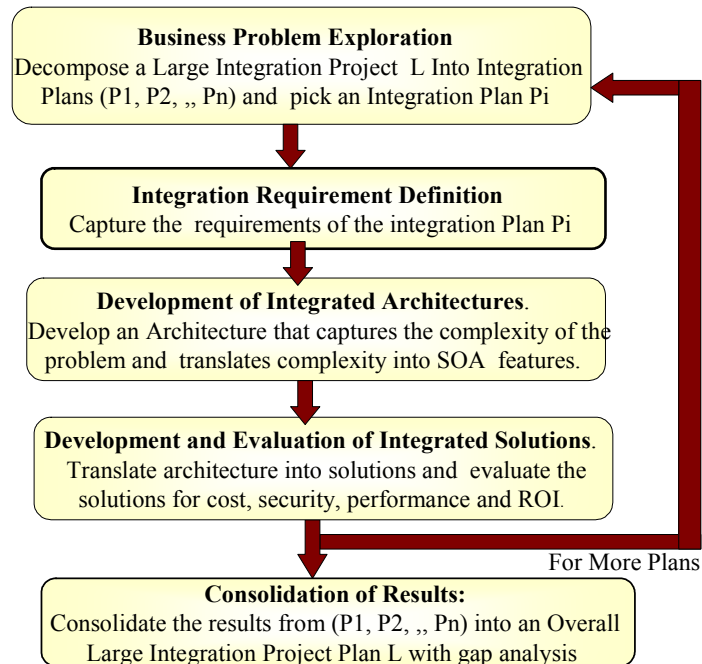 Business Problem Exploration
Decompose a Large Integration Project L Into Integration
Plans (P1, P2, ,, Pn) and pick an Integration Plan Pi
Integration Requirement Definition
Capture the requirements of the integration Plan Pi
Development of Integrated Architectures.
Develop an Architecture that captures the complexity of the
problem and translates complexity into SOA features.
Development and Evaluation of Integrated Solutions.
Translate architecture into solutions and evaluate the
solutions for cost, security, performance and ROI.
For More Plans
Consolidation of Results:
Consolidate the results from (P1, P2, ,, Pn) into an Overall
Large Integration Project Plan L with gap analysis